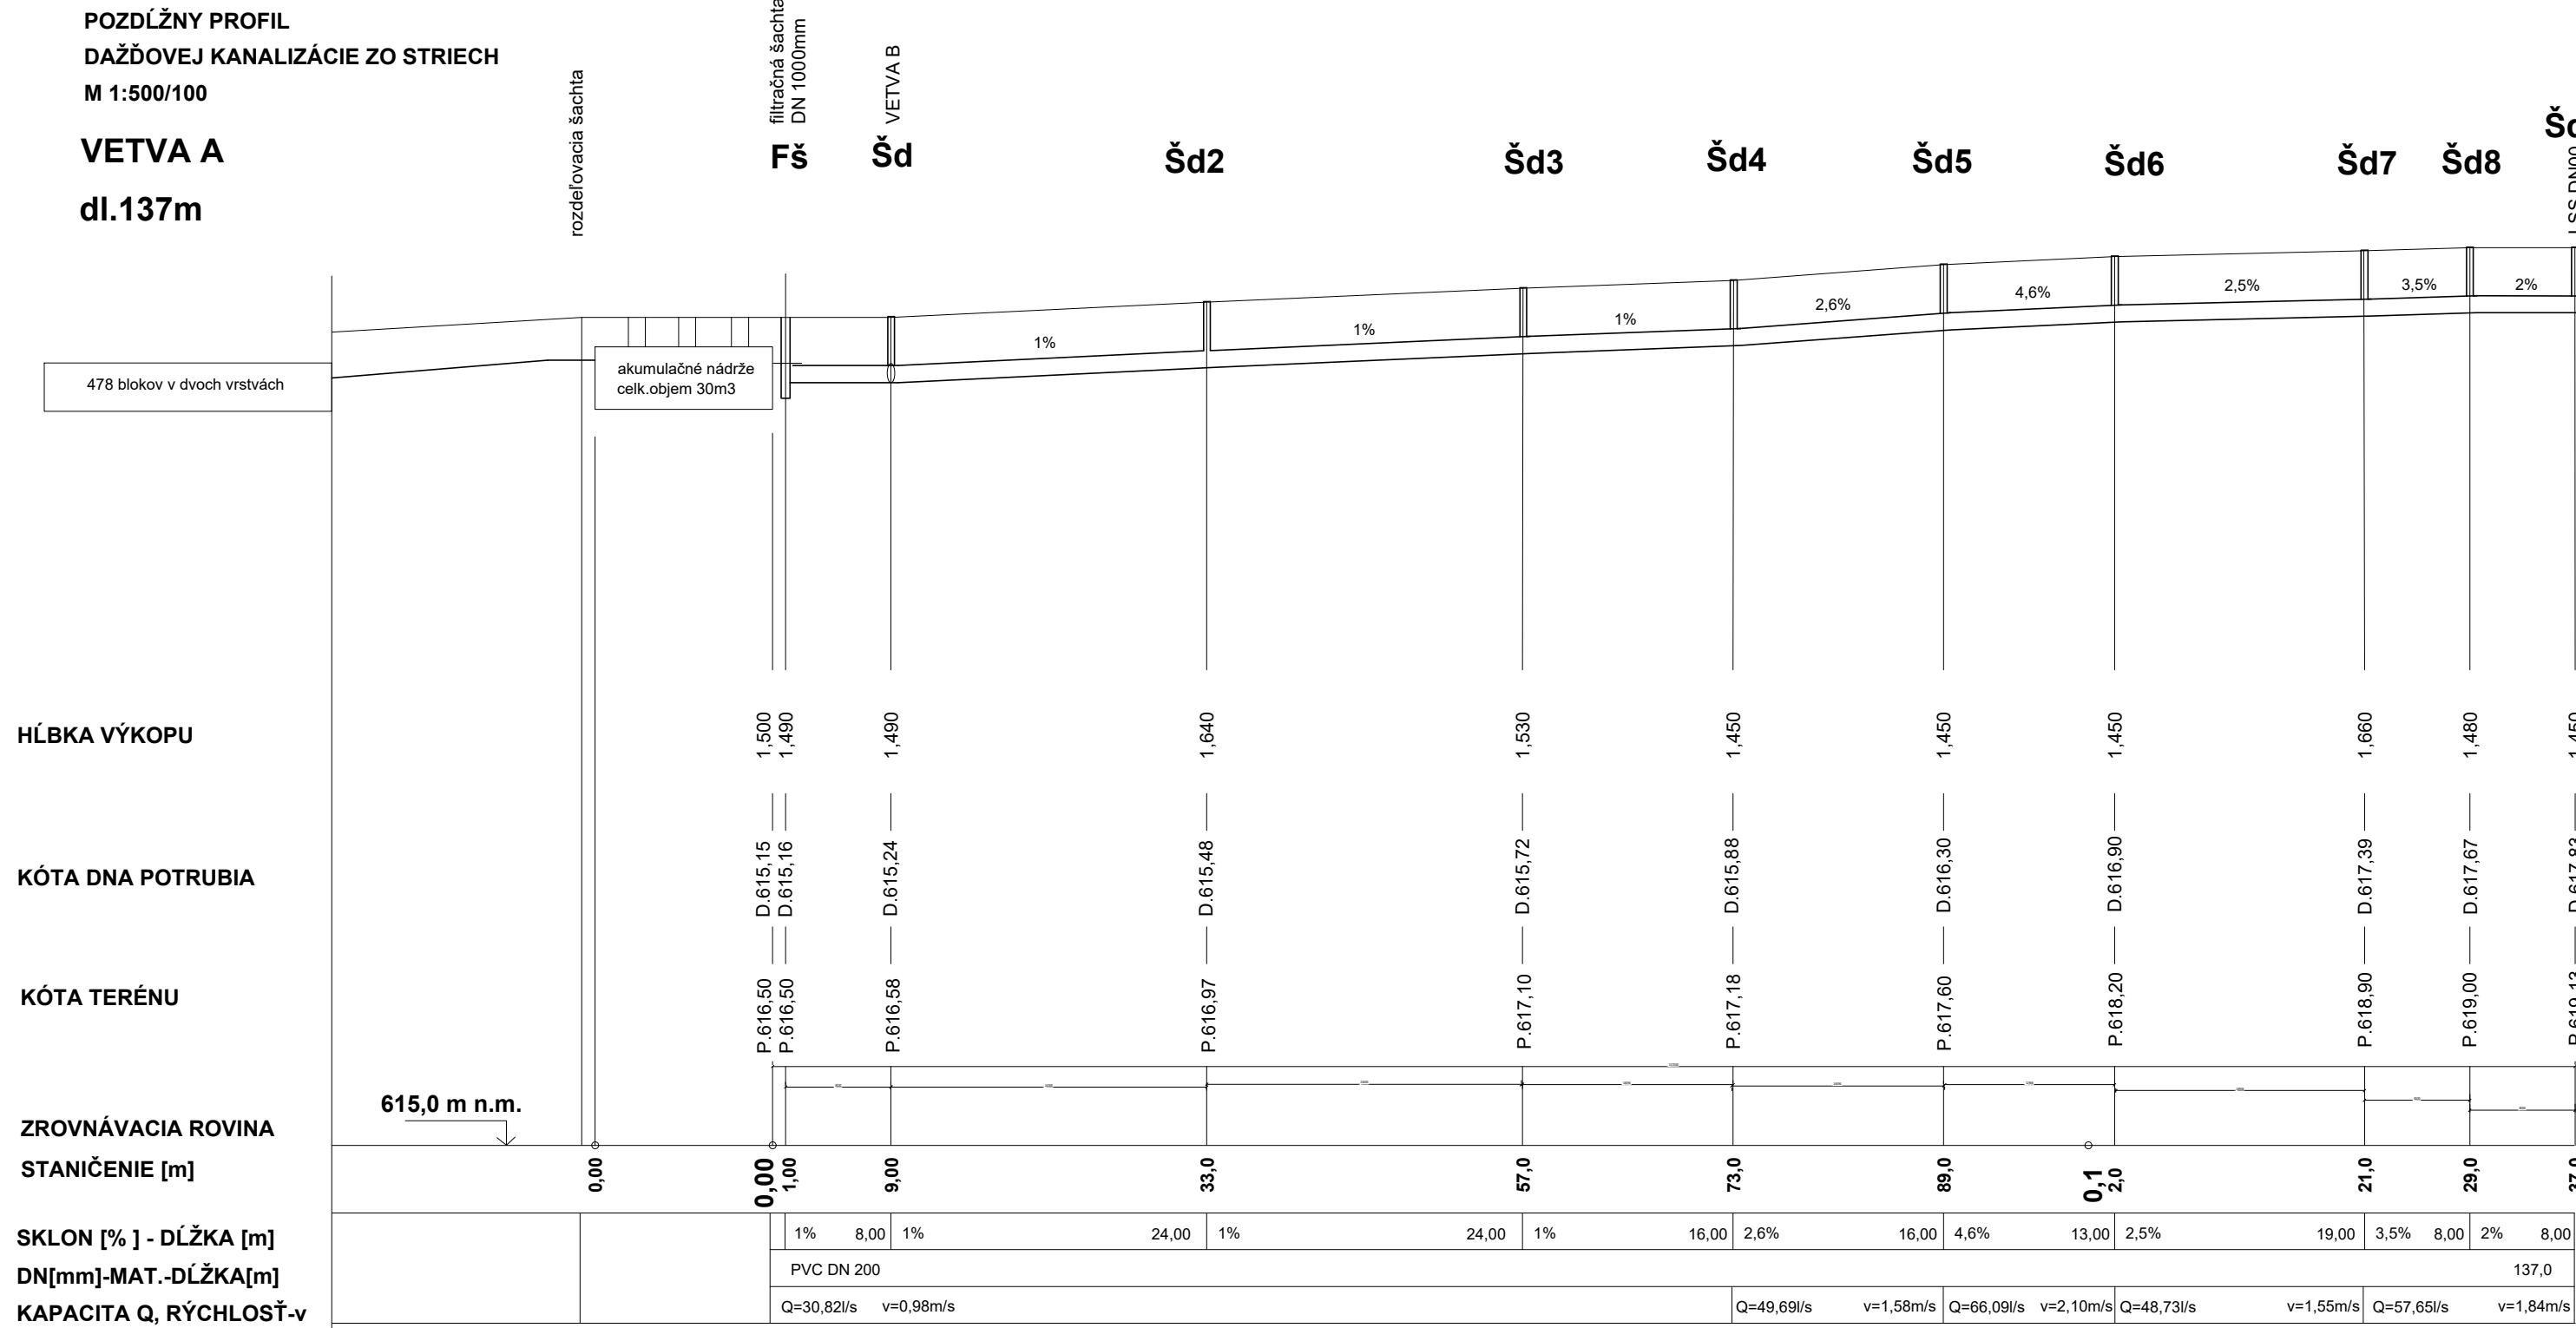 POZDĹŽNY PROFIL
DAŽĎOVEJ KANALIZÁCIE ZO STRIECH
M 1:500/100
VETVA A
dl.137m
rozdeľovacia šachta
filtračná šachta
DN 1000mm
VETVA B
Fš
Šd
Šd2
Šd3
Šd4
Šd5
Šd6
Šd7
Šd8
1%
1%
1%
2,6%
4,6%
2,5%
3,5%
2%
478 blokov v dvoch vrstvách
akumulačné nádrže
celk.objem 30m3
HĹBKA VÝKOPU
1,500
1,490
1,490
1,640
1,530
1,450
1,450
1,450
1,660
1,480
1,450
KÓTA DNA POTRUBIA
D.615,15
D.615,16
D.615,24
D.615,48
D.615,72
D.615,88
D.616,30
D.616,90
D.617,39
D.617,67
D.617,83
KÓTA TERÉNU
P.616,50
P.616,50
P.616,58
P.616,97
P.617,10
P.617,18
P.617,60
P.618,20
P.618,90
P.619,00
P.619,13
615,0 m n.m.
ZROVNÁVACIA ROVINA
STANIČENIE [m]
0,00
0,00
1,00
9,00
33,0
57,0
73,0
89,0
0,1
2,0
21,0
29,0
37,0
SKLON [% ] - DĹŽKA [m]
1% 8,00 1% 24,00 1% 24,00 1% 16,00 2,6% 16,00 4,6% 13,00 2,5% 19,00 3,5% 8,00 2% 8,00
DN[mm]-MAT.-DĹŽKA[m]
PVC DN 200 137,0
KAPACITA Q, RÝCHLOSŤ-v
Q=30,82l/s v=0,98m/s Q=49,69l/s v=1,58m/s Q=66,09l/s v=2,10m/s Q=48,73l/s v=1,55m/s Q=57,65l/s v=1,84m/s